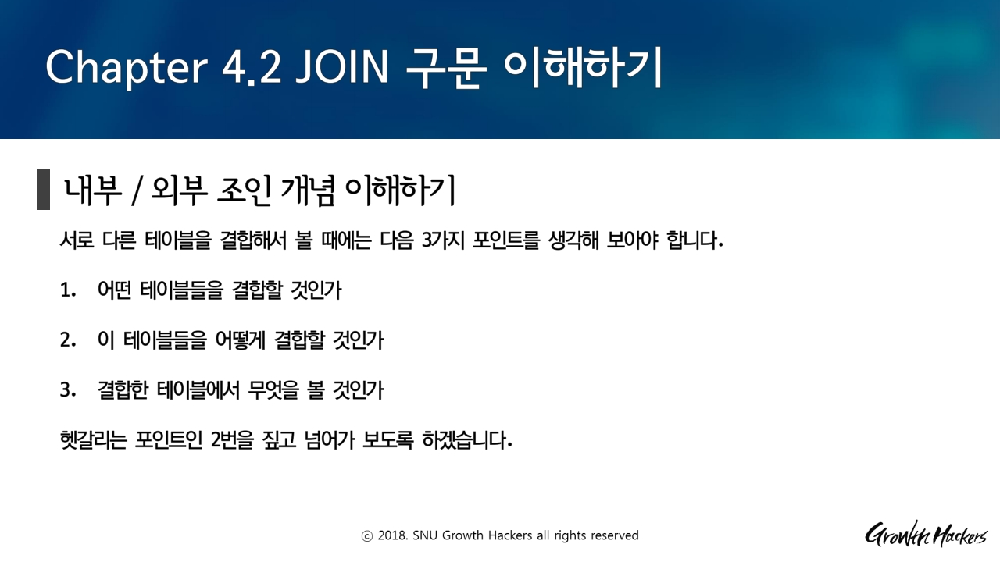 Chapter 4.2 JOIN 구문 이해하기
내부 / 외부 조인 개념 이해하기
서로 다른 테이블을 결합해서 볼 때에는 다음 3가지 포인트를 생각해 보아야 합니다.
1. 어떤 테이블들을 결합할 것인가
2. 이 테이블들을 어떻게 결합할 것인가
3. 결합한 테이블에서 무엇을 볼 것인가
헷갈리는 포인트인 2번을 짚고 넘어가 보도록 하겠습니다.
ⓒ 2018. SNU Growth Hackers all rights reserved
Growth Hackers